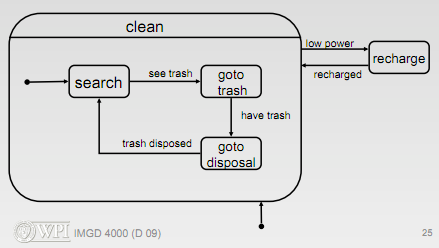 clean
low power
recharge
recharged
search
see trash
goto
trash
have trash
trash disposed
goto
disposal
WPI
IMGD 4000 (D 09)
25